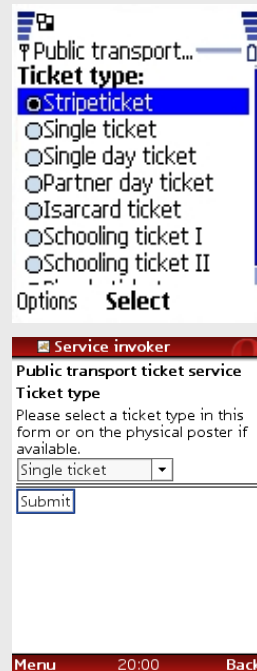 Public transport...
Ticket type:
Stripeticket
Single ticket
Single day ticket
Partner day ticket
Isarcard ticket
Schooling ticket I
Schooling ticket II
Options Select
Service invoker
Public transport ticket service
Ticket type
Please select a ticket type in this
form or on the physical poster if
available.
Single ticket
Submit
Menu 20:00 Back